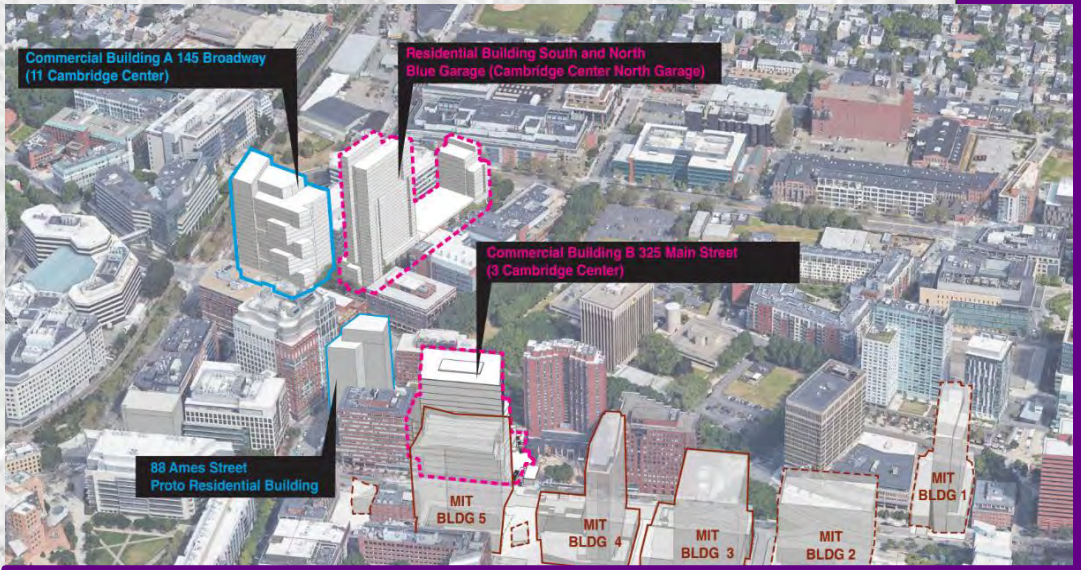 Commercial Building A 145 Broadway
(11 Cambridge Center)
Residential Building South and North
Blue Garage (Cambridge Center North Garage)
Commercial Building B 325 Main Street
(3 Cambridge Center)
88 Ames Street
Proto Residential Building
MIT
BLDG 5
MIT
BLDG 4
MIT
BLDG 3
MIT
BLDG 2
MIT
BLDG 1